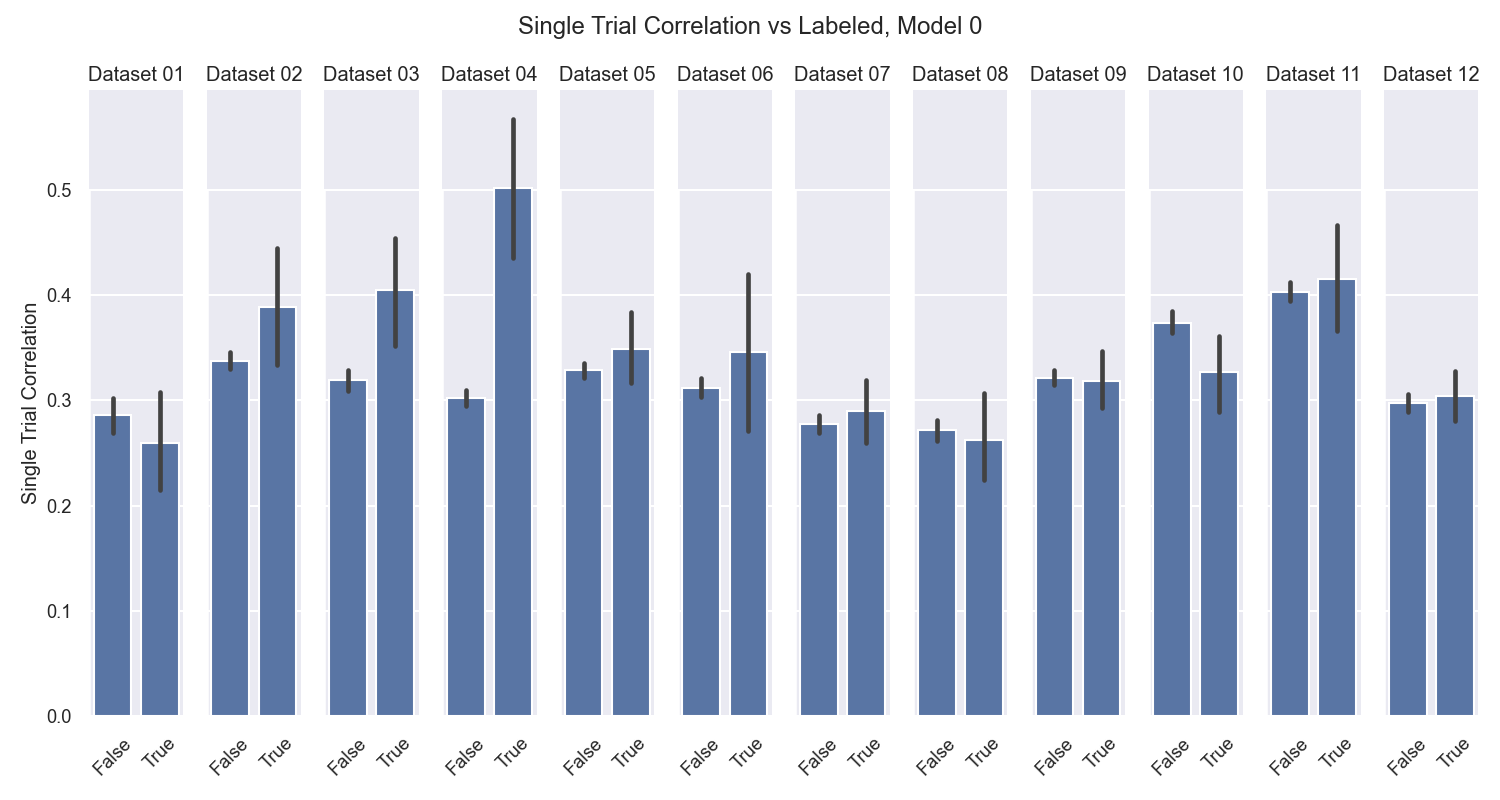 Single Trial Correlation vs Labeled, Model 0
Dataset 01 Dataset 02 Dataset 03 Dataset 04 Dataset 05 Dataset 06 Dataset 07 Dataset 08 Dataset 09 Dataset 10 Dataset 11 Dataset 12
Single Trial Correlation
0.5
0.4
0.3
0.2
0.1
0.0
False True False True False True False True False True False True False True False True False True False True False True False True